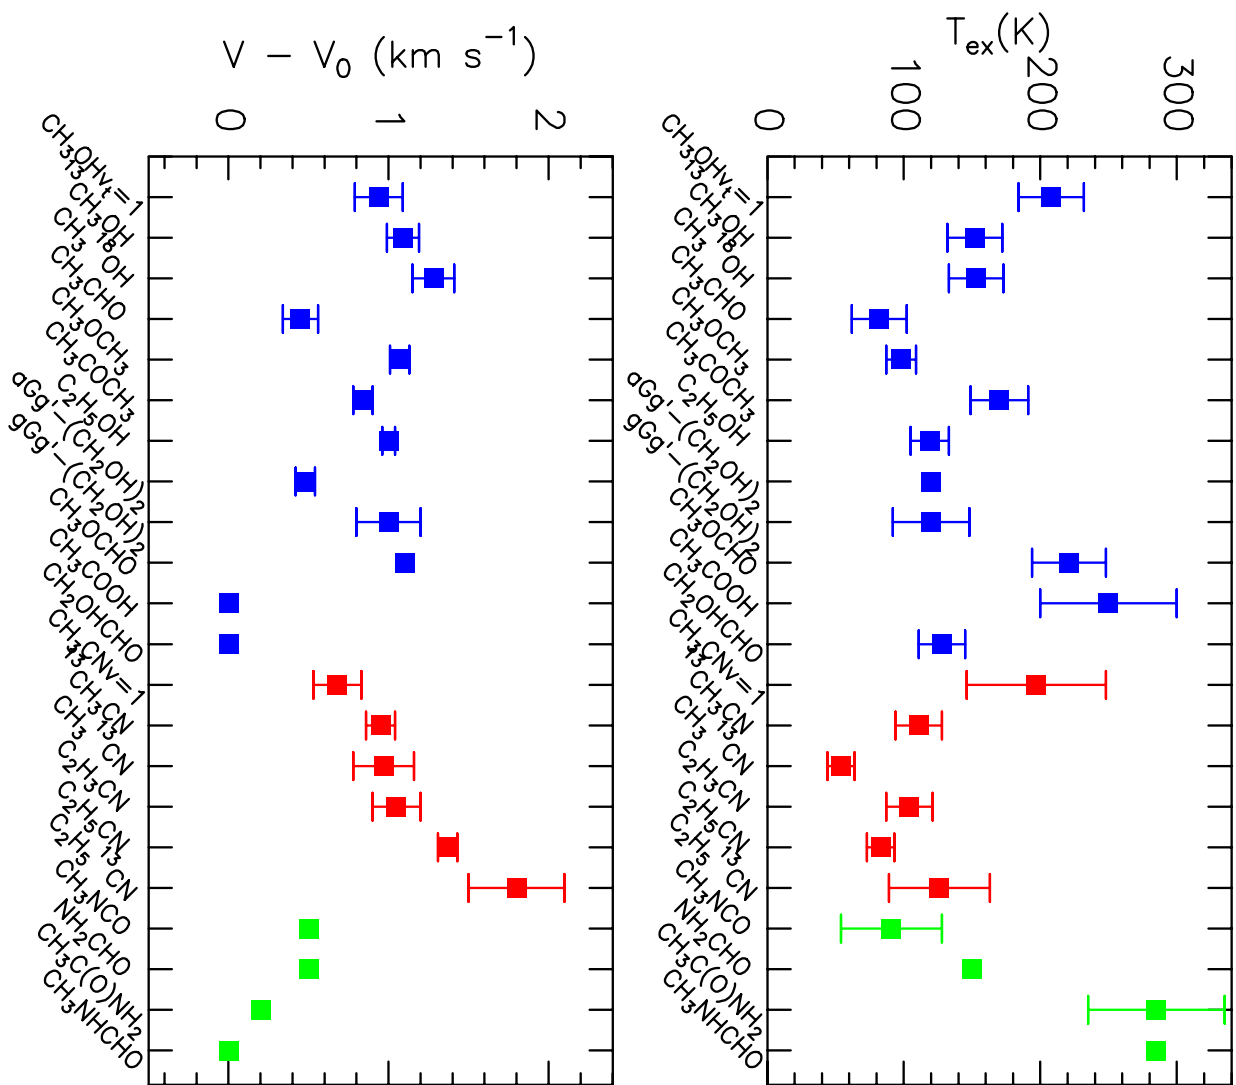 V − V₀ (km s⁻¹)
0
1
2
CH₃OHvₜ=1
¹³CH₃OH
CH₃¹⁸OH
CH₃CHO
CH₃OCH₃
CH₃COCH₃
C₂H₅OH
aGg'−(CH₂OH)₂
gGg'−(CH₂OH)₂
CH₃OCHO
CH₃COOH
CH₂OHCHO
CH₃CNv=1
¹³CH₃CN
CH₃¹³CN
C₂H₃CN
C₂H₅CN
C₂H₅¹³CN
CH₃NCO
NH₂CHO
CH₃C(O)NH₂
CH₃NHCHO
Tₑₓ(K)
0
100
200
300
CH₃OHvₜ=1
¹³CH₃OH
CH₃¹⁸OH
CH₃CHO
CH₃OCH₃
CH₃COCH₃
C₂H₅OH
aGg'−(CH₂OH)₂
gGg'−(CH₂OH)₂
CH₃OCHO
CH₃COOH
CH₂OHCHO
CH₃CNv=1
¹³CH₃CN
CH₃¹³CN
C₂H₃CN
C₂H₅CN
C₂H₅¹³CN
CH₃NCO
NH₂CHO
CH₃C(O)NH₂
CH₃NHCHO